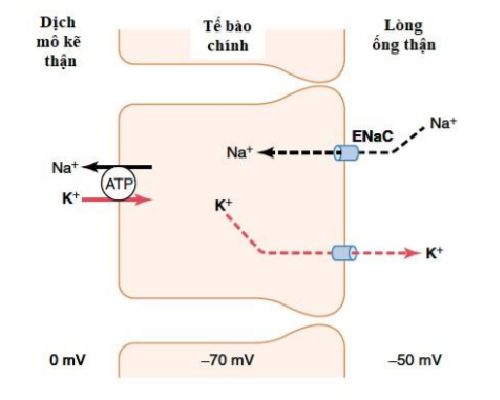 Dịch
mô kẽ
thận
Tế bào
chính
Lòng
ống thận
ENaC
Na⁺
Na⁺
Na⁺
ATP
K⁺
K⁺
K⁺
0 mV
–70 mV
–50 mV